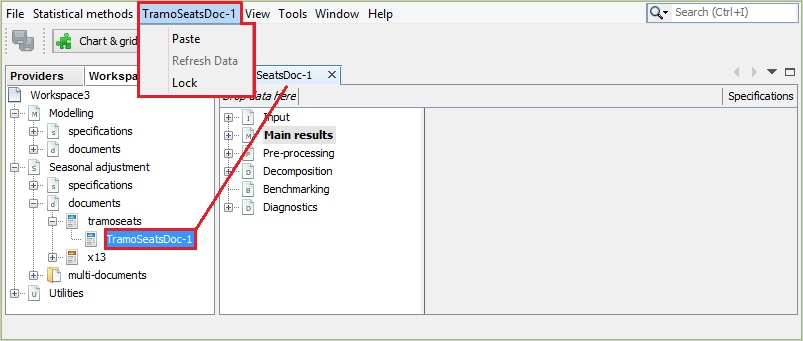 File Statistical methods TramoSeatsDoc-1 View Tools Window Help Search (Ctrl+I)
Paste
Refresh Data
Lock
Chart & grid
Providers Workspa SeatsDoc-1
Drop data here Specifications
Workspace3
Modelling
specifications
documents
Seasonal adjustment
specifications
documents
tramoseats
TramoSeatsDoc-1
x13
multi-documents
Utilities
Input
Main results
Pre-processing
Decomposition
Benchmarking
Diagnostics